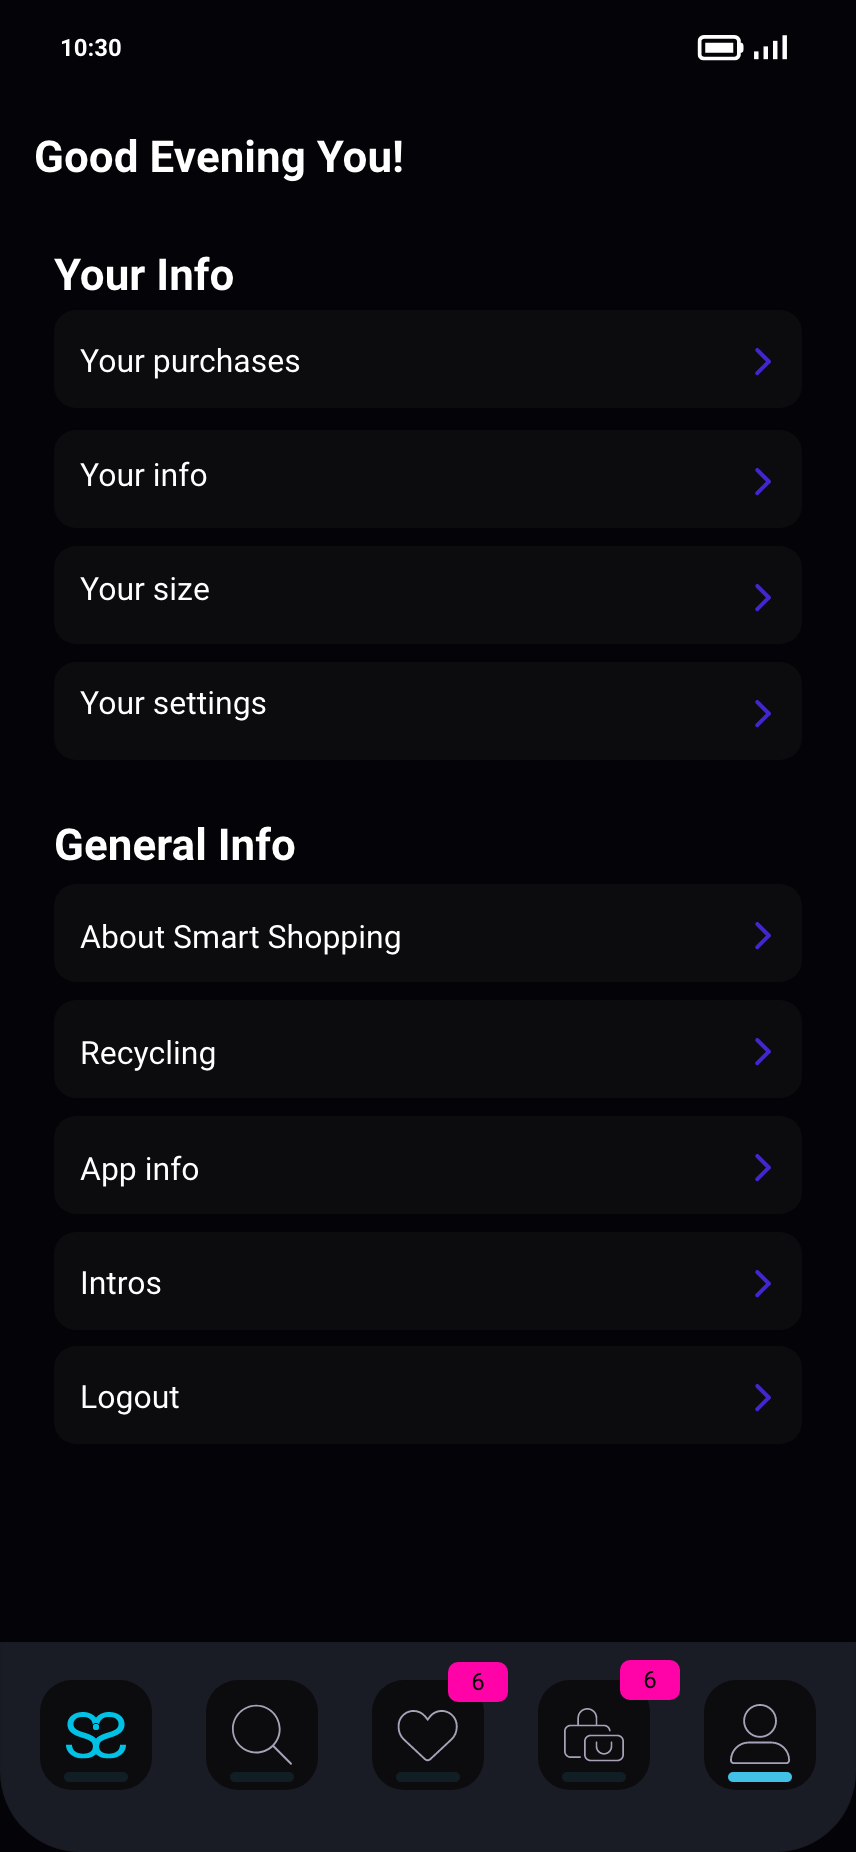 10:30
Good Evening You!
Your Info
Your purchases
Your info
Your size
Your settings
General Info
About Smart Shopping
Recycling
App info
Intros
Logout
6
6